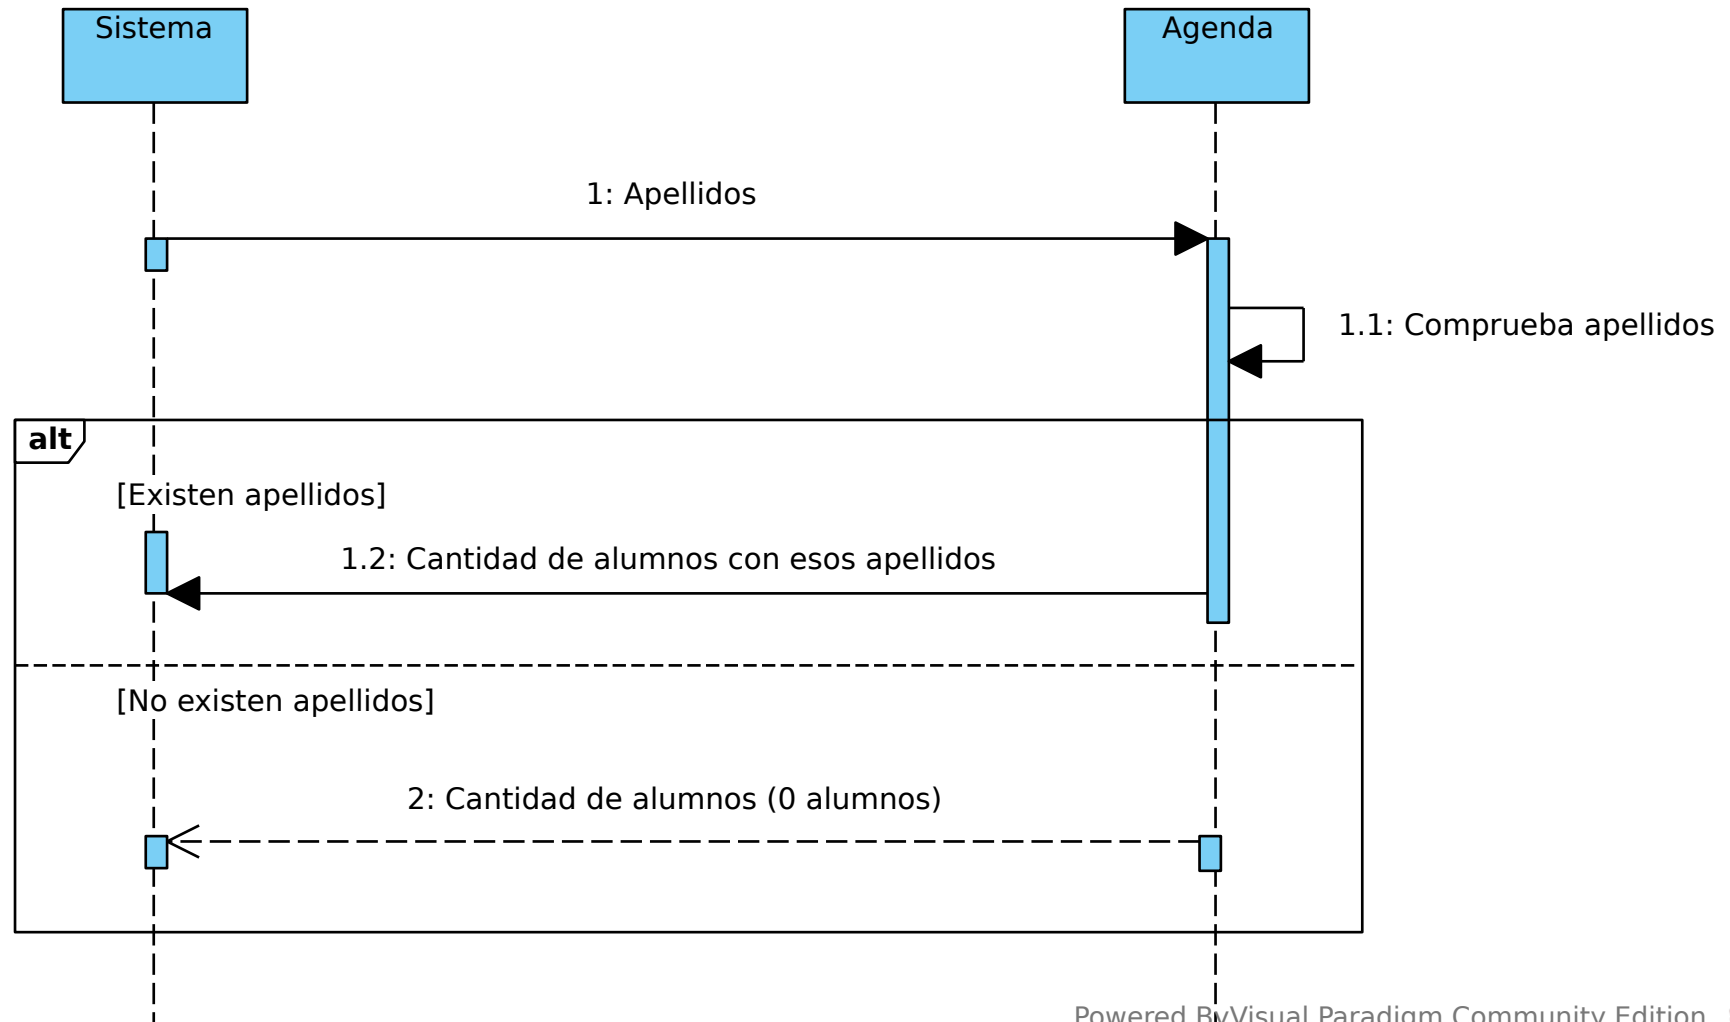 Sistema
Agenda
1: Apellidos
1.1: Comprueba apellidos
alt
[Existen apellidos]
1.2: Cantidad de alumnos con esos apellidos
[No existen apellidos]
2: Cantidad de alumnos (0 alumnos)
Powered ByVisual Paradigm Community Edition